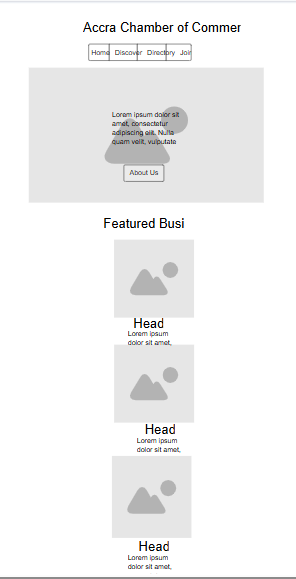 Accra Chamber of Commer
Home Discover Directory Join
Lorem ipsum dolor sit
amet, consectetur
adipiscing elit. Nulla
quam velit, vulputate
About Us
Featured Busi
Head
Lorem ipsum
dolor sit amet,
Head
Lorem ipsum
dolor sit amet,
Head
Lorem ipsum
dolor sit amet,